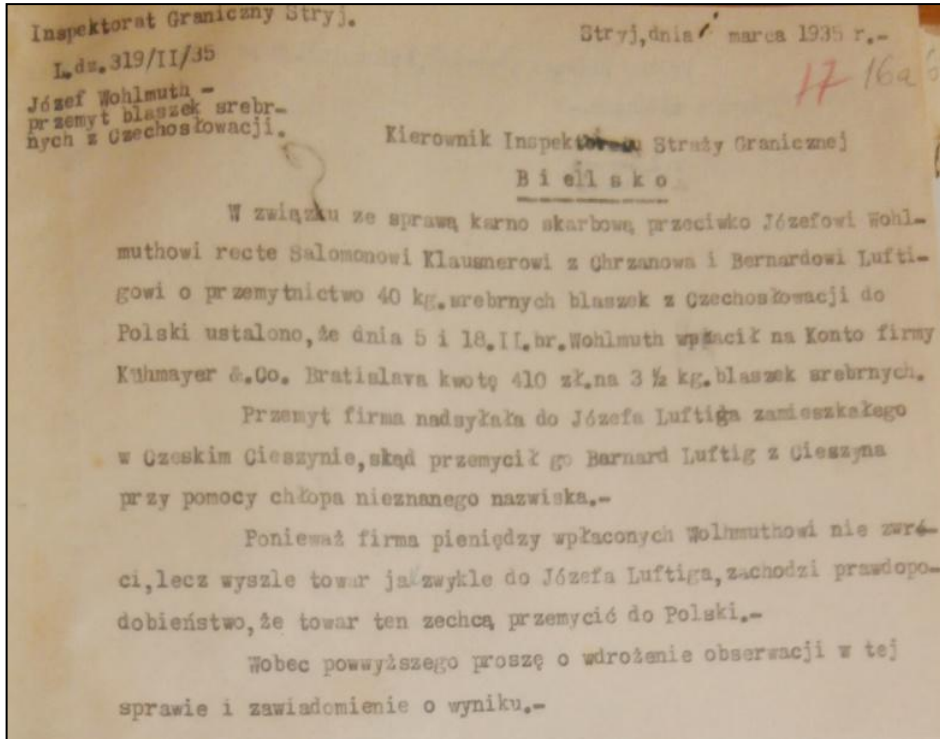 Inspektorat Graniczny Stryj.
Stryj,dnia 1 marca 1935 r.-
L.dz.319/II/35
17 16a
Józef Wohlmuth -
przemyt blaszek srebr-
nych z Czechosłowacji.
Kierownik Inspektoratu Straży Granicznej
B i e l s k o
W związku ze sprawą karno skarbową przeciwko Józefowi Wohl-
muthowi recte Salomonowi Klausnerowi z Chrzanowa i Bernardowi Lufti-
gowi o przemytnictwo 40 kg.srebrnych blaszek z Czechosłowacji do
Polski ustalono,że dnia 5 i 18.II.br.Wohlmuth wpłacił na Konto firmy
Kühmayer &.Co. Bratislava kwotę 410 zł.na 3 ½ kg.blaszek srebrnych.
Przemyt firma nadsyłała do Józefa Luftiga zamieszkałego
w Czeskim Cieszynie,skąd przemycił go Barnard Luftig z Cieszyna
przy pomocy chłopa nieznanego nazwiska.-
Ponieważ firma pieniędzy wpłaconych Wolhmuthowi nie zwró-
ci,lecz wyszle towar jak zwykle do Józefa Luftiga,zachodzi prawdopo-
dobieństwo,że towar ten zechcą przemycić do Polski.-
Wobec powwyższego proszę o wdrożenie obserwacji w tej
sprawie i zawiadomienie o wyniku.-